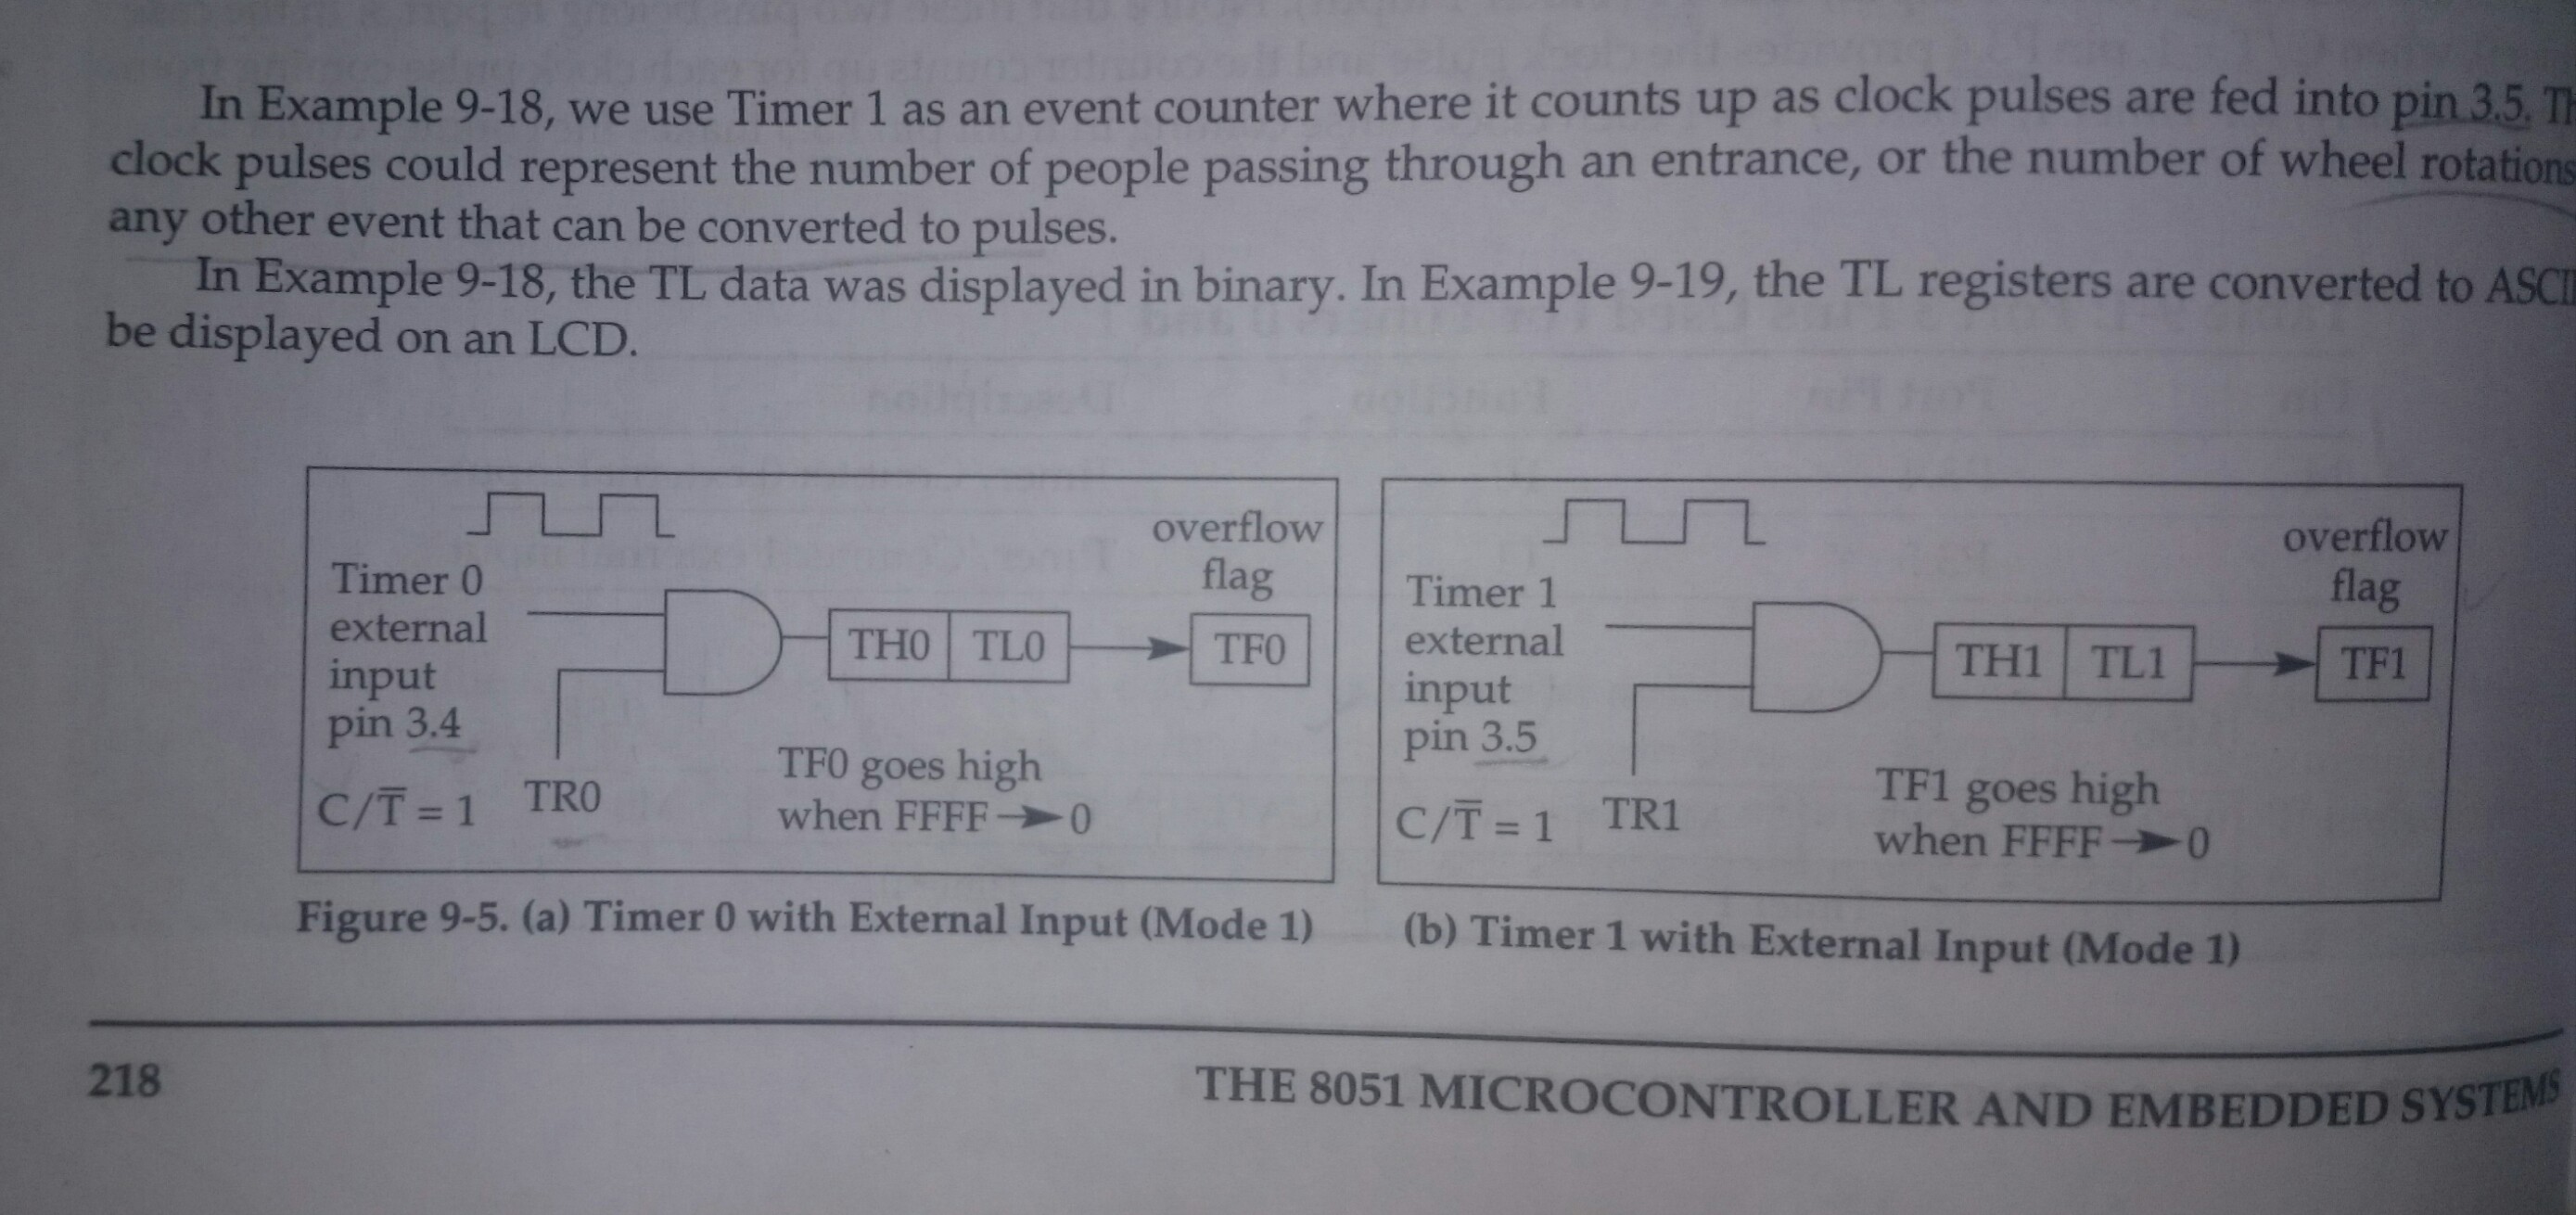 In Example 9-18, we use Timer 1 as an event counter where it counts up as clock pulses are fed into pin 3.5.
clock pulses could represent the number of people passing through an entrance, or the number of wheel rotations
any other event that can be converted to pulses.
In Example 9-18, the TL data was displayed in binary. In Example 9-19, the TL registers are converted to ASCII
be displayed on an LCD.
Timer 0
external
input
pin 3.4
C/T̅ = 1
TR0
TH0 TL0
overflow
flag
TF0
TF0 goes high
when FFFF → 0
Timer 1
external
input
pin 3.5
C/T̅ = 1
TR1
TH1 TL1
overflow
flag
TF1
TF1 goes high
when FFFF → 0
Figure 9-5. (a) Timer 0 with External Input (Mode 1)
(b) Timer 1 with External Input (Mode 1)
218
THE 8051 MICROCONTROLLER AND EMBEDDED SYSTEMS